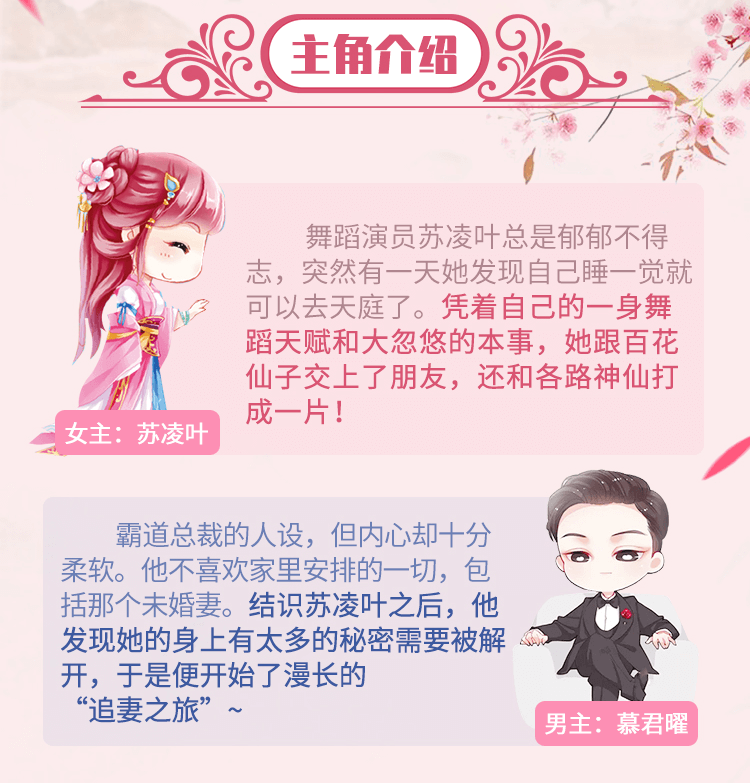 主角介绍
舞蹈演员苏凌叶总是郁郁不得
志，突然有一天她发现自己睡一觉就
可以去天庭了。凭着自己的一身舞
蹈天赋和大忽悠的本事，她跟百花
仙子交上了朋友，还和各路神仙打
成一片！
女主：苏凌叶
霸道总裁的人设，但内心却十分
柔软。他不喜欢家里安排的一切，包
括那个未婚妻。结识苏凌叶之后，他
发现她的身上有太多的秘密需要被解
开，于是便开始了漫长的
“追妻之旅”~
男主：慕君曜